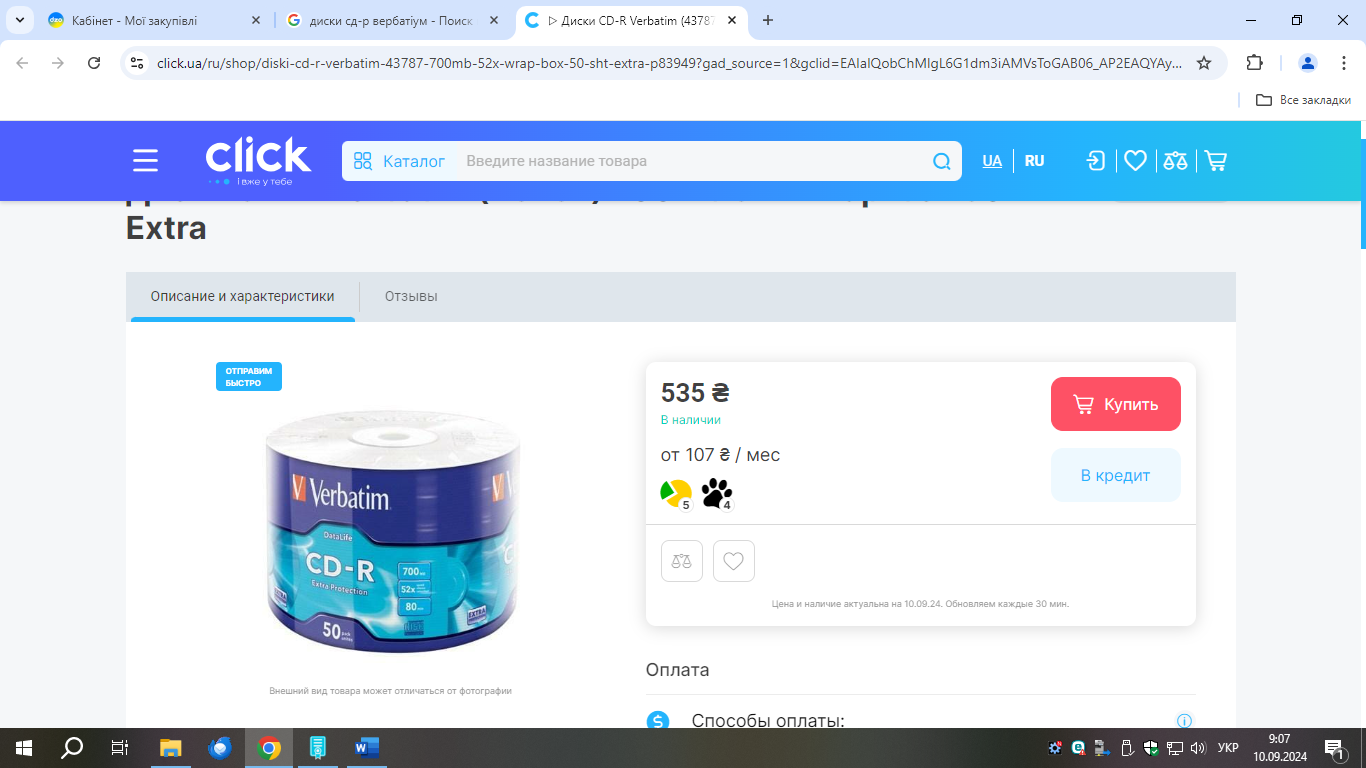 Кабінет - Мої закупівлі
диски сд-р вербатіум - Поиск
▷ Диски CD-R Verbatim (43787
click.ua/ru/shop/diski-cd-r-verbatim-43787-700mb-52x-wrap-box-50-sht-extra-p83949?gad_source=1&gclid=EAIaIQobChMIgL6G1dm3iAMVsToGAB06_AP2EAQYAy...
Все закладки
click
І вже у тебе
Каталог
Введите название товара
UA
RU
Extra
Описание и характеристики
Отзывы
ОТПРАВИМ
БЫСТРО
535 ₴
Купить
В наличии
от 107 ₴ / мес
В кредит
5
4
Verbatim
DataLife
CD-R
Extra Protection
700
52x
80
50
EXTRA
Цена и наличие актуальна на 10.09.24. Обновляем каждые 30 мин.
Внешний вид товара может отличаться от фотографии
Оплата
Способы оплаты:
УКР
9:07
10.09.2024
1